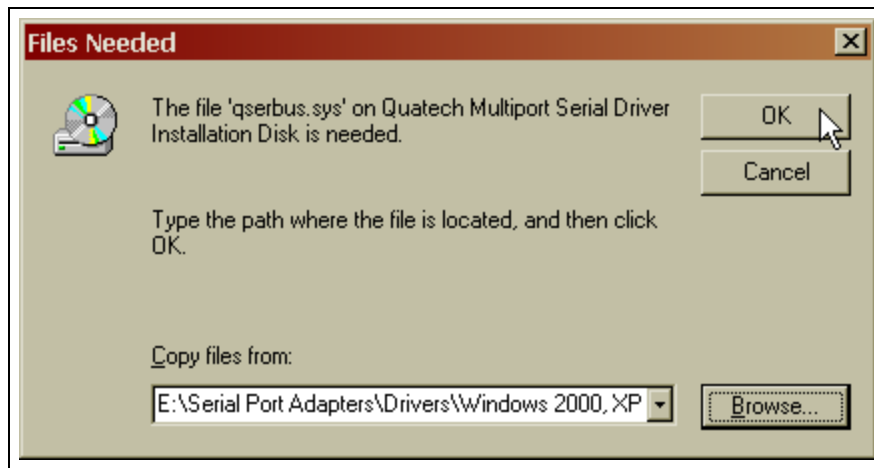 Files Needed
The file 'qserbus.sys' on Quatech Multiport Serial Driver
Installation Disk is needed.
OK
Cancel
Type the path where the file is located, and then click
OK.
Copy files from:
E:\Serial Port Adapters\Drivers\Windows 2000, XP
Browse...